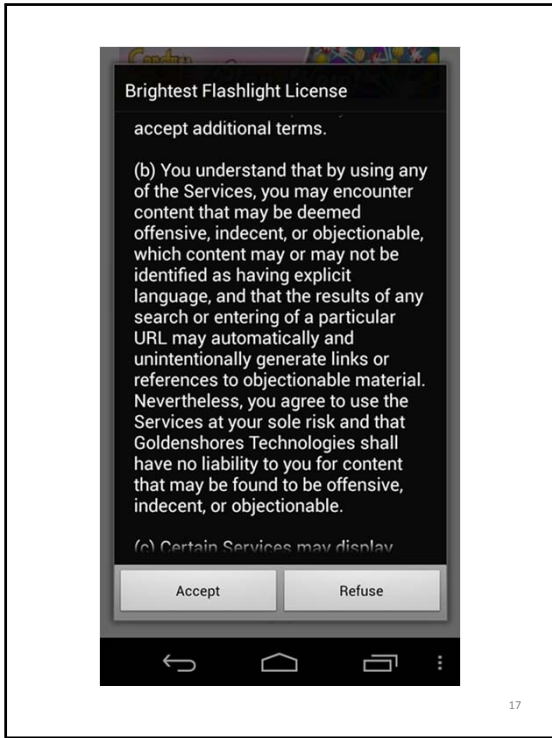 Brightest Flashlight License
accept additional terms.
(b) You understand that by using any
of the Services, you may encounter
content that may be deemed
offensive, indecent, or objectionable,
which content may or may not be
identified as having explicit
language, and that the results of any
search or entering of a particular
URL may automatically and
unintentionally generate links or
references to objectionable material.
Nevertheless, you agree to use the
Services at your sole risk and that
Goldenshores Technologies shall
have no liability to you for content
that may be found to be offensive,
indecent, or objectionable.
(c) Certain Services may display
Accept Refuse
17